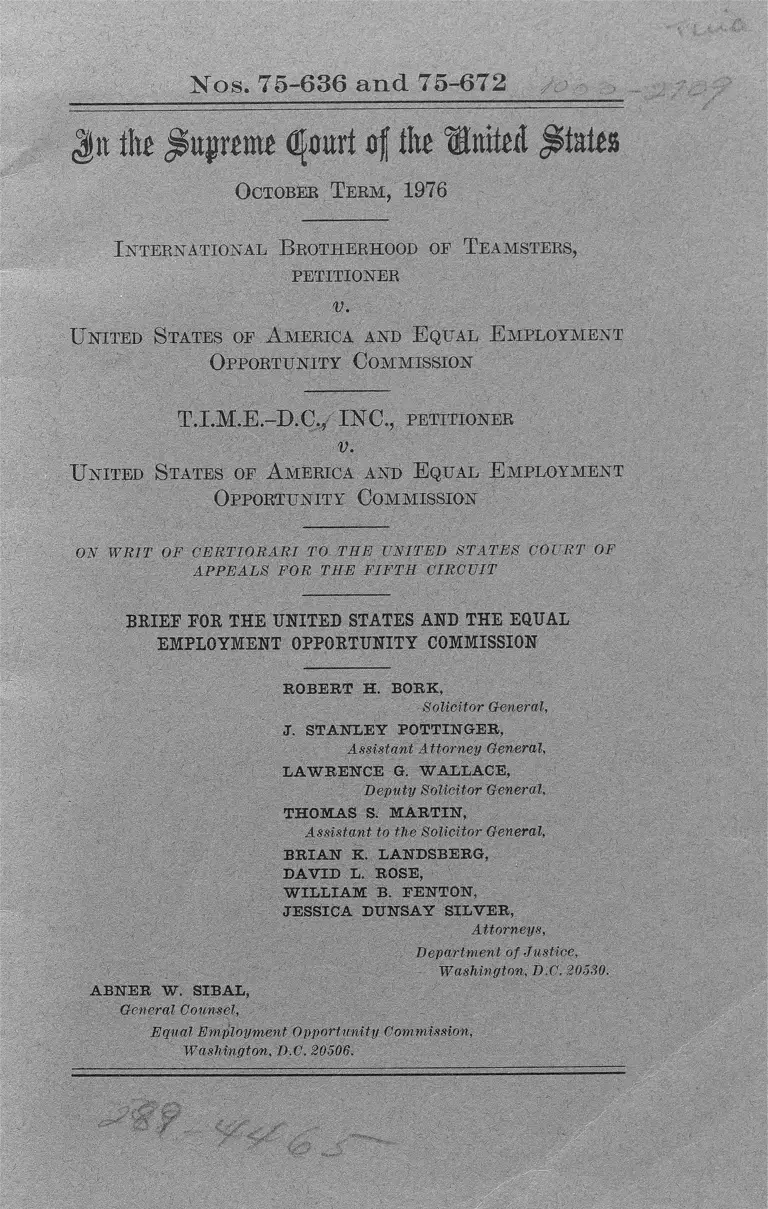 Nos. 75-636 and 75-672
In the Supreme Court of the United States
OCTOBER TERM, 1976
INTERNATIONAL BROTHERHOOD OF TEAMSTERS,
PETITIONER
v.
UNITED STATES OF AMERICA AND EQUAL EMPLOYMENT
OPPORTUNITY COMMISSION
T.I.M.E.-D.C., INC., PETITIONER
v.
UNITED STATES OF AMERICA AND EQUAL EMPLOYMENT
OPPORTUNITY COMMISSION
ON WRIT OF CERTIORARI TO THE UNITED STATES COURT OF
APPEALS FOR THE FIFTH CIRCUIT
BRIEF FOR THE UNITED STATES AND THE EQUAL
EMPLOYMENT OPPORTUNITY COMMISSION
ROBERT H. BORK,
Solicitor General,
J. STANLEY POTTINGER,
Assistant Attorney General,
LAWRENCE G. WALLACE,
Deputy Solicitor General,
THOMAS S. MARTIN,
Assistant to the Solicitor General,
BRIAN K. LANDSBERG,
DAVID L. ROSE,
WILLIAM B. FENTON,
JESSICA DUNSAY SILVER,
Attorneys,
Department of Justice,
Washington, D.C. 20530.
ABNER W. SIBAL,
General Counsel,
Equal Employment Opportunity Commission,
Washington, D.C. 20506.
289-4465